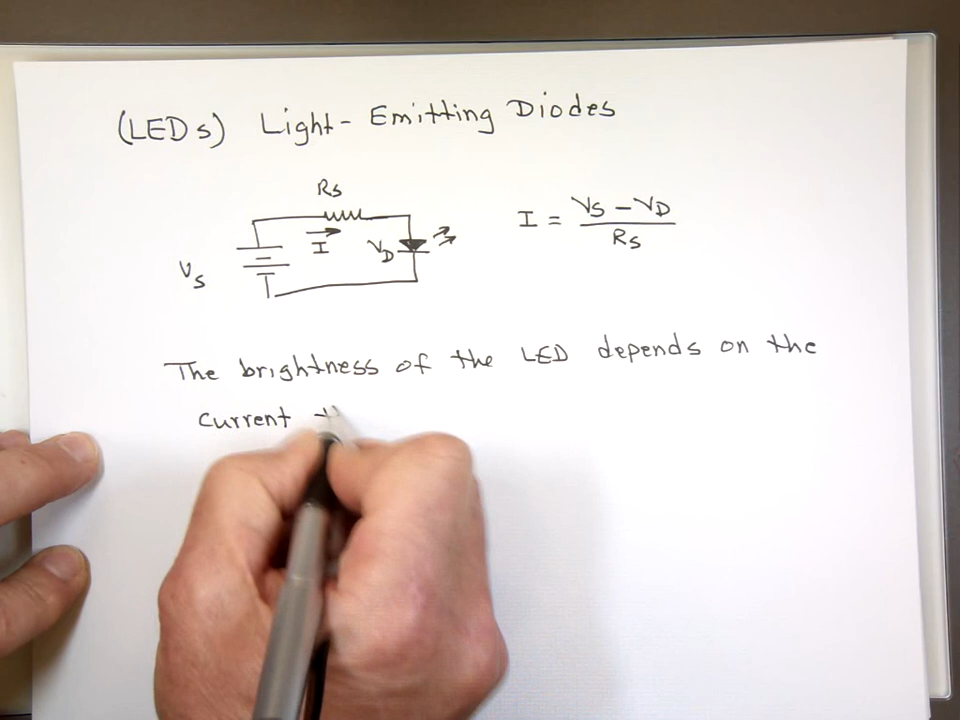 (LEDs) Light-Emitting Diodes
Rs
I
VD
Vs
I = VS - VD
Rs
The brightness of the LED depends on the
Current